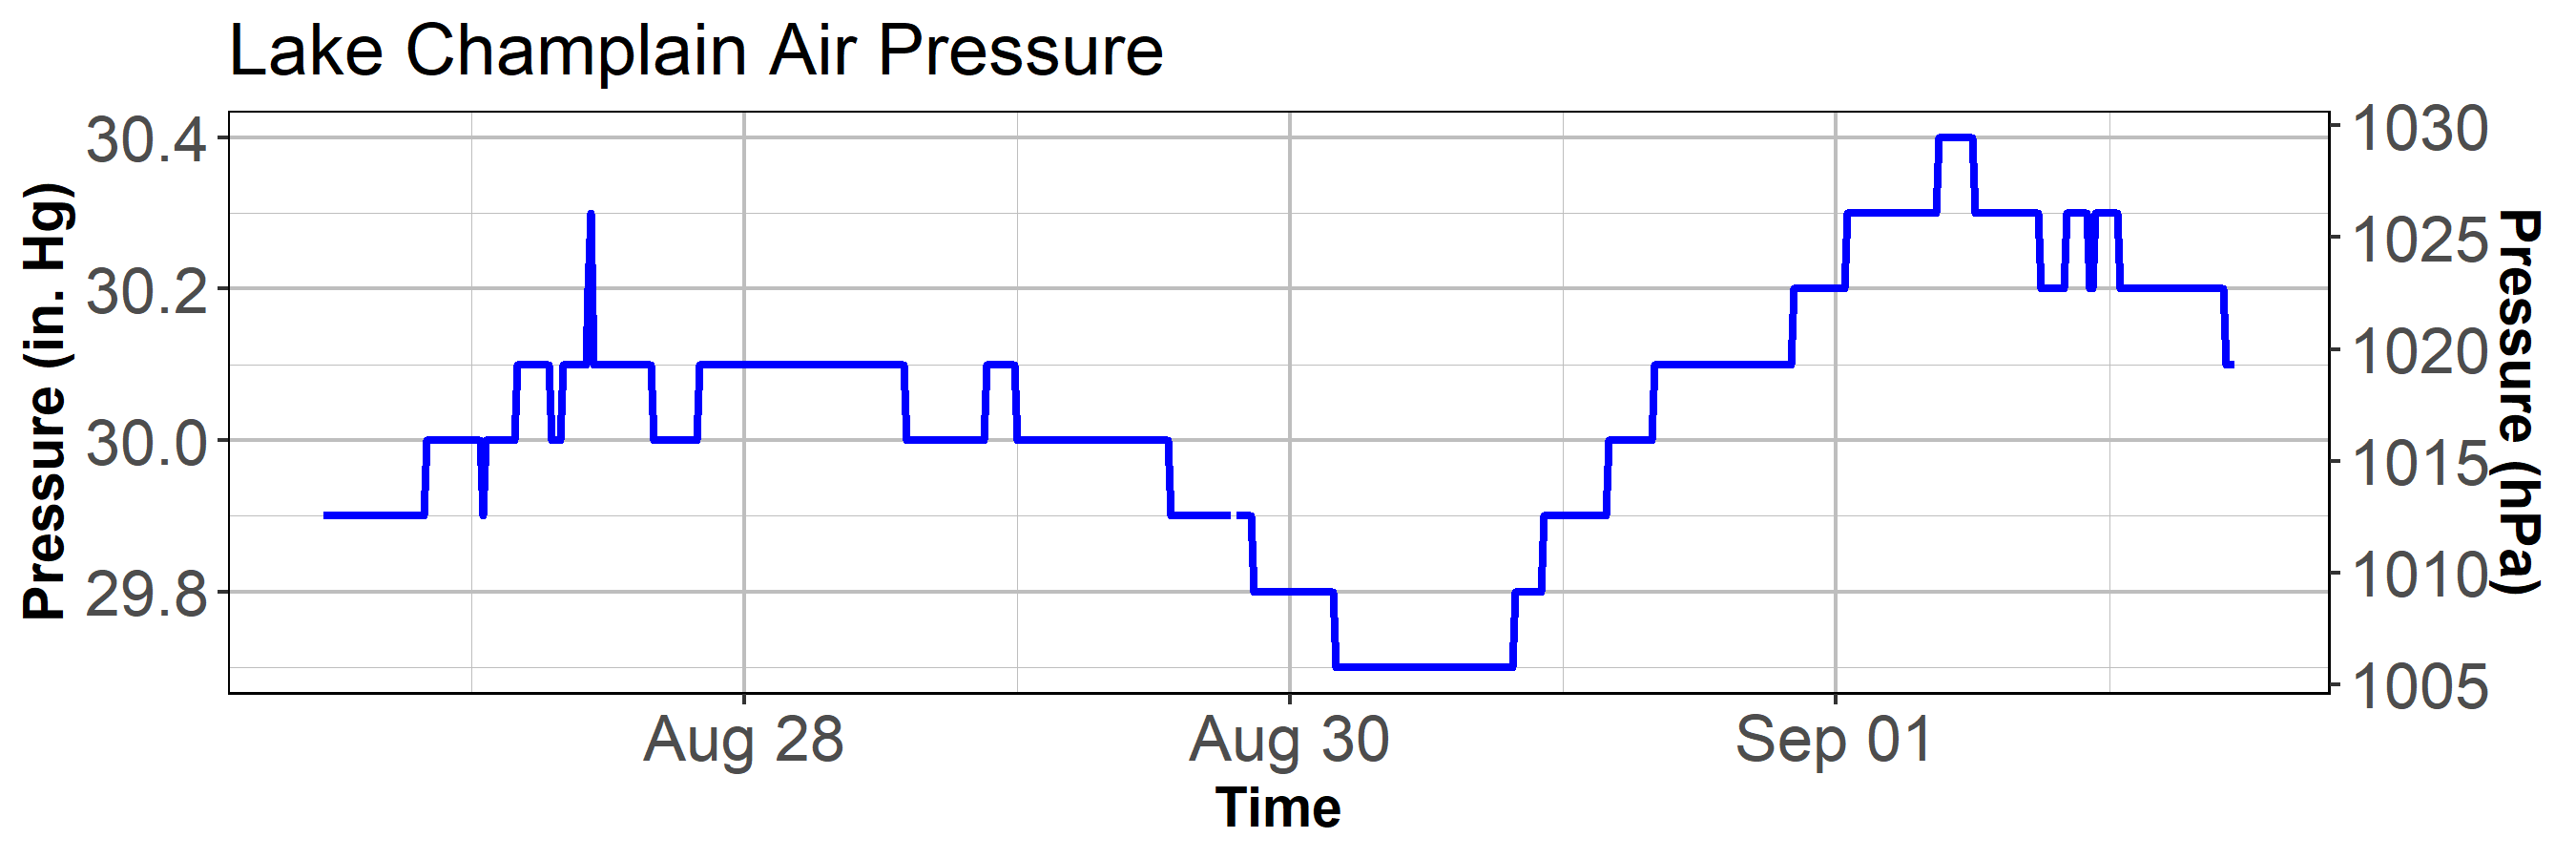 Lake Champlain Air Pressure
30.4
30.2
30.0
29.8
Pressure (in. Hg)
1030
1025
1020
1015
1010
1005
Pressure (hPa)
Aug 28
Aug 30
Sep 01
Time